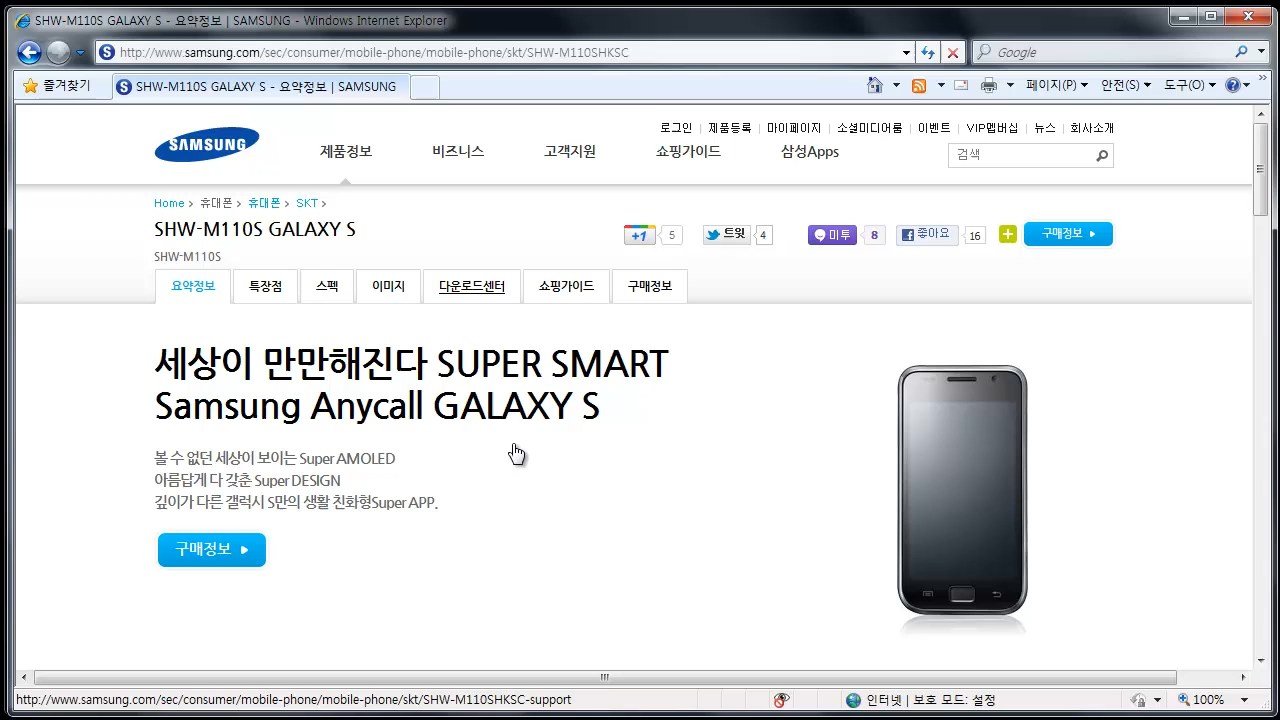 SHW-M110S GALAXY S - 요약정보 | SAMSUNG - Windows Internet Explorer
http://www.samsung.com/sec/consumer/mobile-phone/mobile-phone/skt/SHW-M110SHKSC
Google
즐겨찾기
SHW-M110S GALAXY S - 요약정보 | SAMSUNG
페이지(P)
안전(S)
도구(O)
로그인 | 제품등록 | 마이페이지 | 소셜미디어룸 | 이벤트 | VIP멤버십 | 뉴스 | 회사소개
SAMSUNG
제품정보 비즈니스 고객지원 쇼핑가이드 삼성Apps
검색
Home > 휴대폰 > 휴대폰 > SKT >
SHW-M110S GALAXY S
+1 5 트윗 4 미투 8 좋아요 16 구매정보
SHW-M110S
요약정보 특장점 스펙 이미지 다운로드센터 쇼핑가이드 구매정보
세상이 만만해진다 SUPER SMART
Samsung Anycall GALAXY S
볼 수 없던 세상이 보이는 Super AMOLED
아름답게 다 갖춘 Super DESIGN
깊이가 다른 갤럭시 S만의 생활 친화형Super APP.
구매정보
http://www.samsung.com/sec/consumer/mobile-phone/mobile-phone/skt/SHW-M110SHKSC-support
인터넷 | 보호 모드: 설정
100%